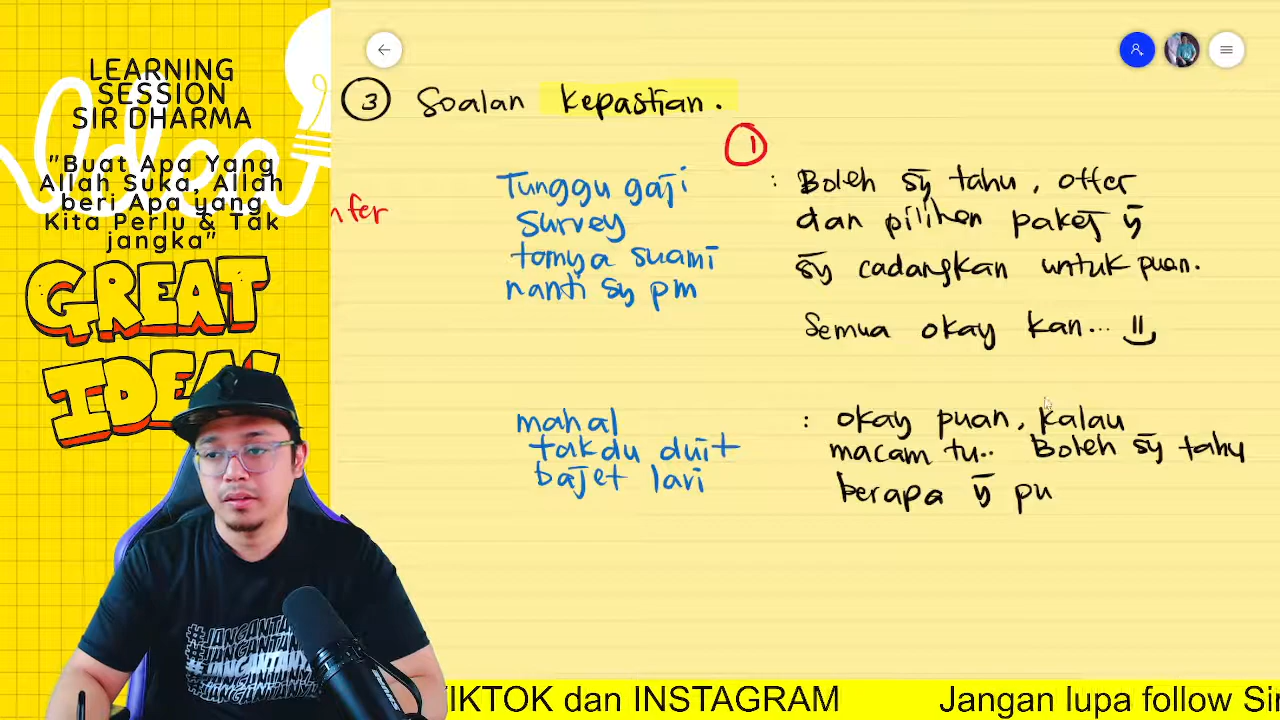 LEARNING
SESSION
SIR DHARMA
"Buat Apa Yang
Allah Suka, Allah
beri Apa yang
Kita Perlu & Tak
jangka"
GREAT
IDEA
3 Soalan kepastian.
1
Tunggu gaji
survey
tanya suami
nanti sy pm
: Boleh sy tahu, offer
dan pilihan pakej ȳ
sy cadangkan untuk puan.
Semua okay kan...
mahal
takdu duit
bajet lari
: okay puan, kalau
macam tu.. Boleh sy tahu
berapa ȳ pu
#JANGANTANYA
TIKTOK dan INSTAGRAM
Jangan lupa follow Sir